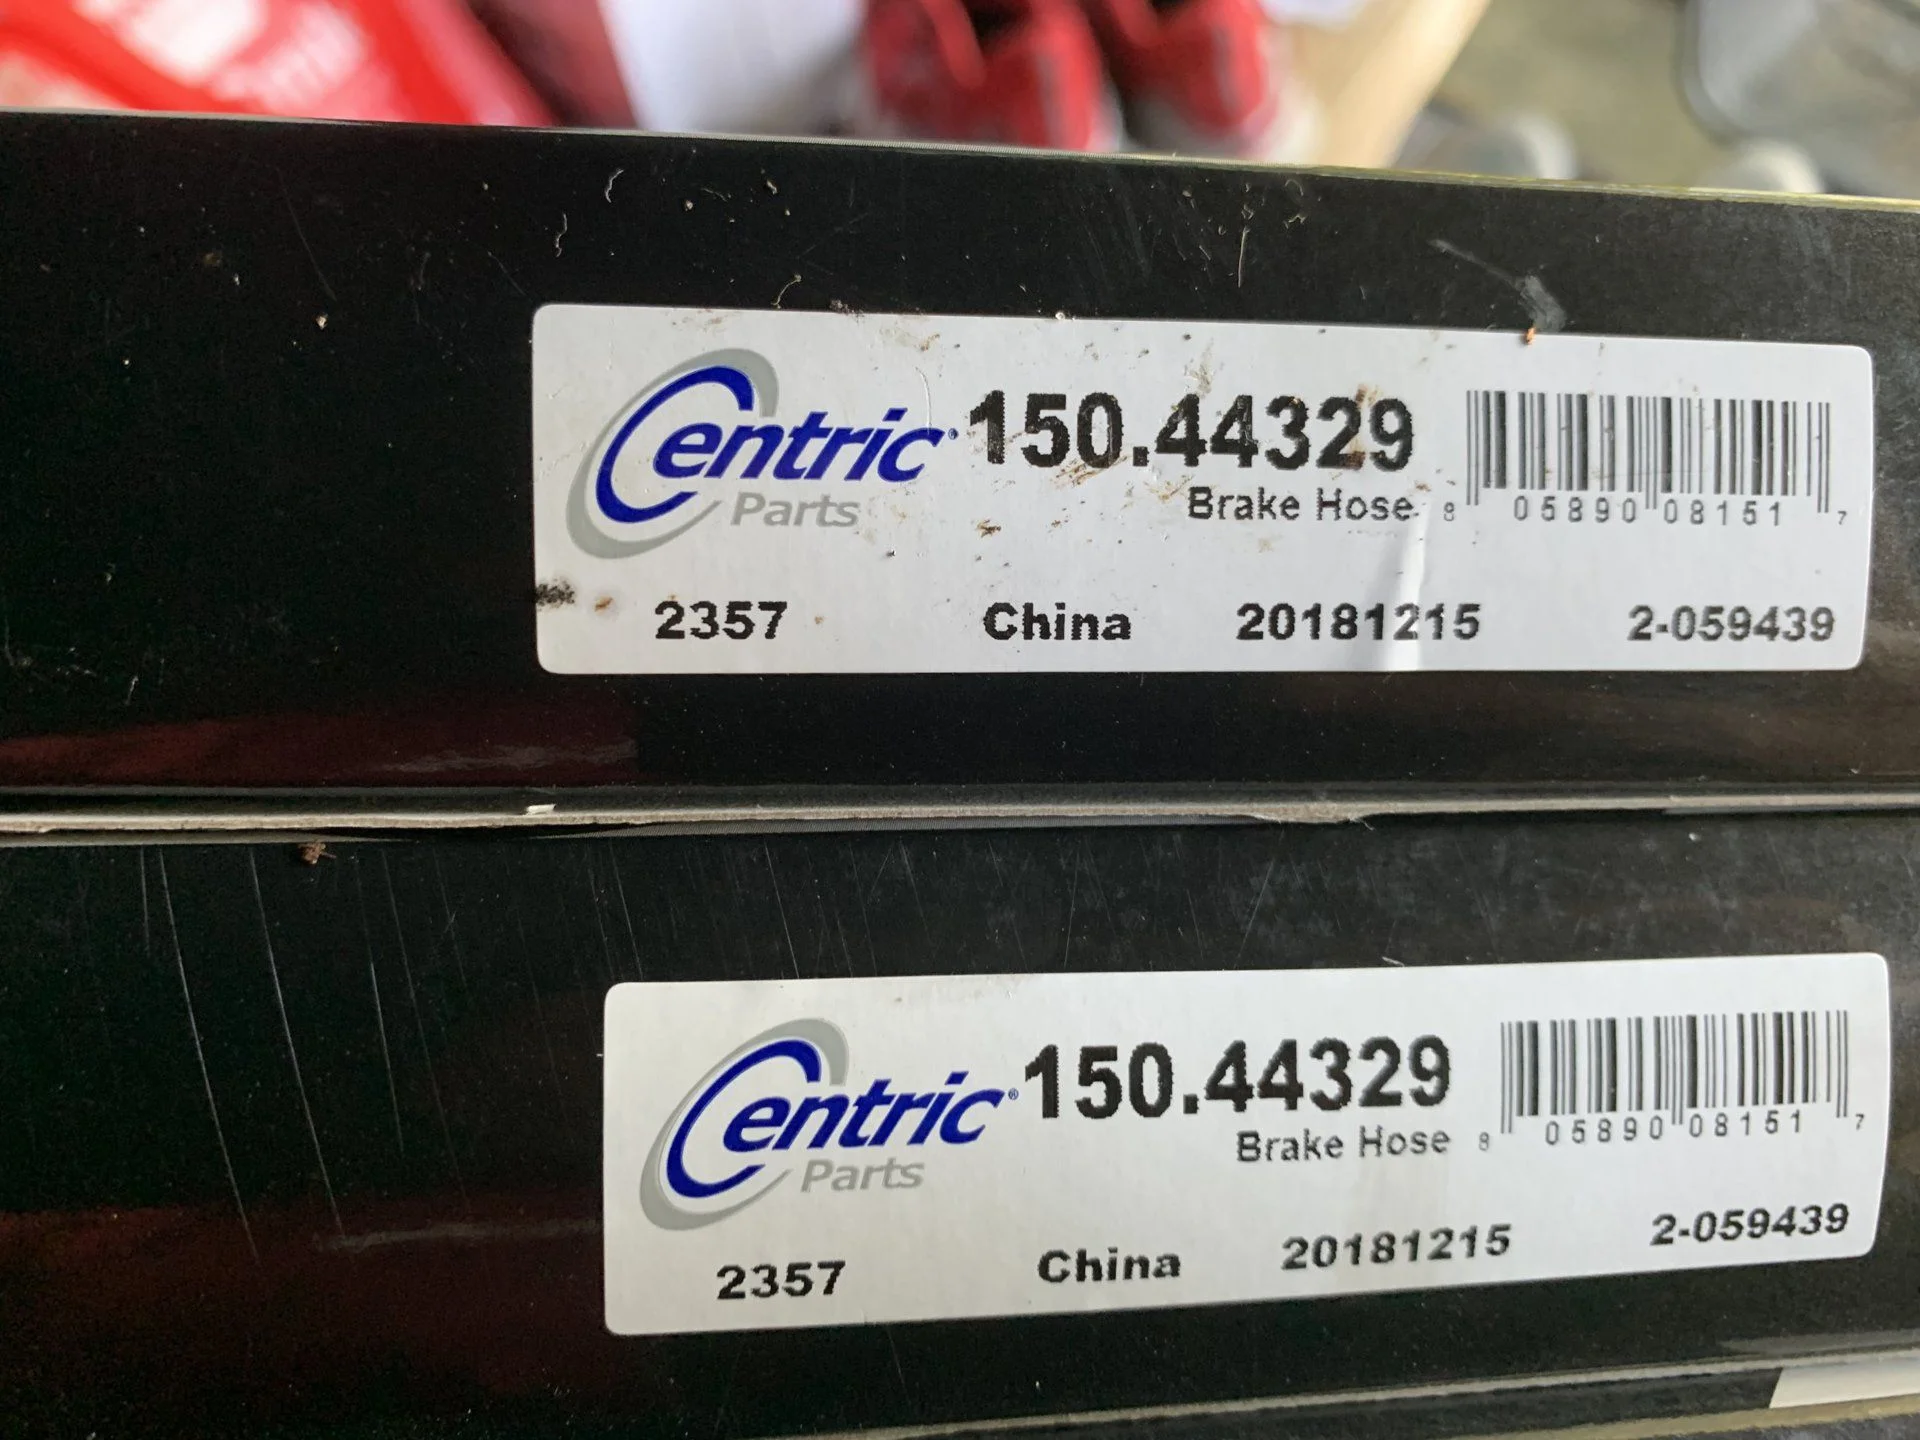 Centric® 150.44329
Parts Brake Hose 8 05890 08151 7
2357 China 20181215 2-059439
Centric® 150.44329
Parts Brake Hose 8 05890 08151 7
2357 China 20181215 2-059439